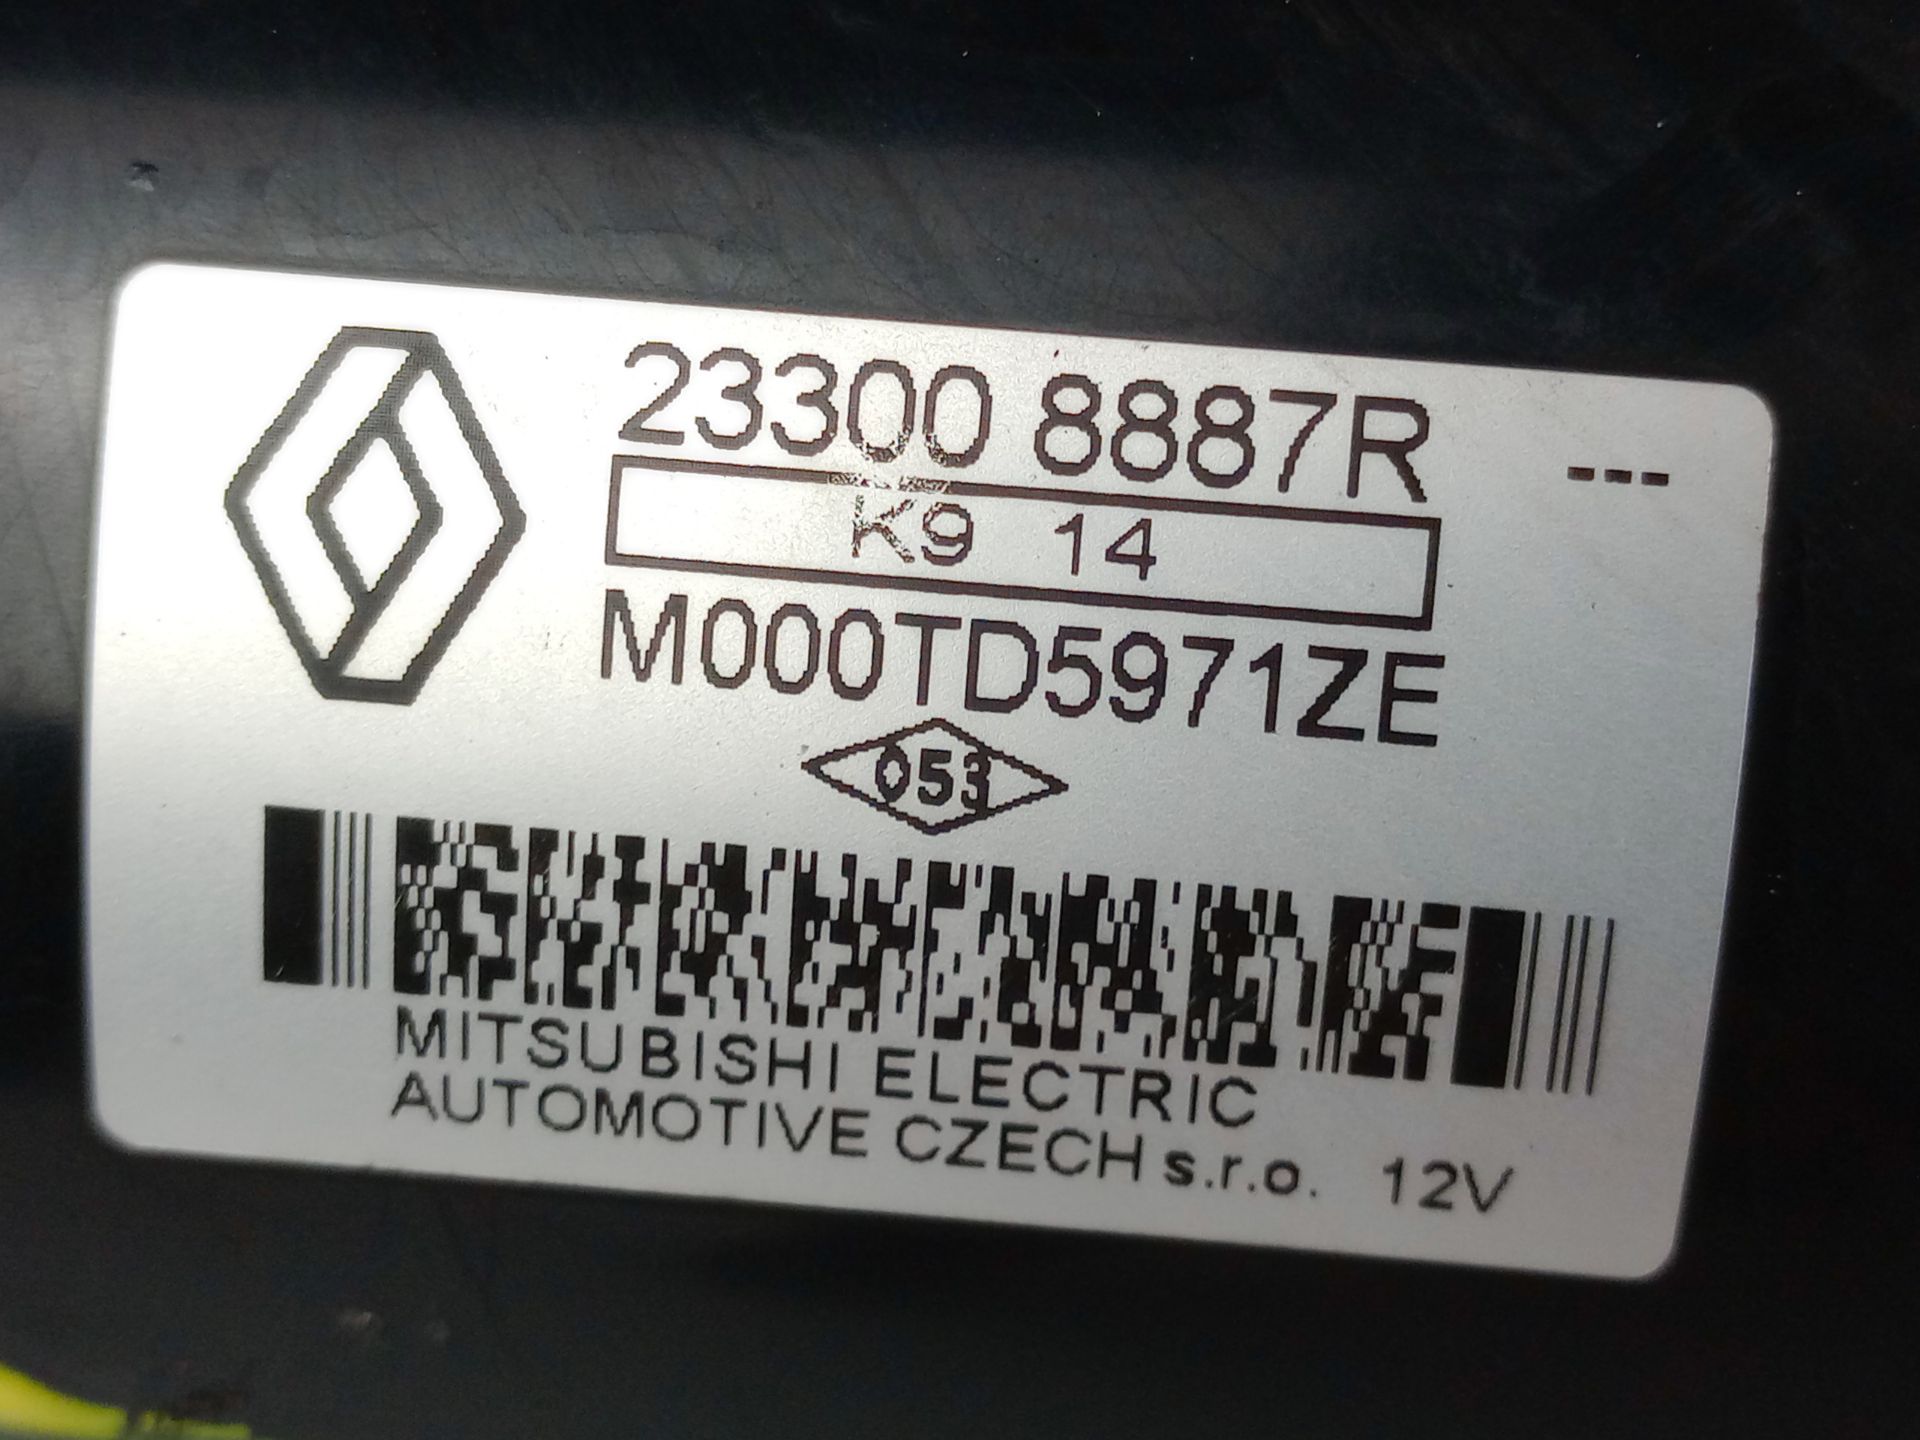 23300 8887R
---
K9 14
M000TD5971ZE
053
MITSUBISHI ELECTRIC
AUTOMOTIVE CZECH s.r.o. 12V